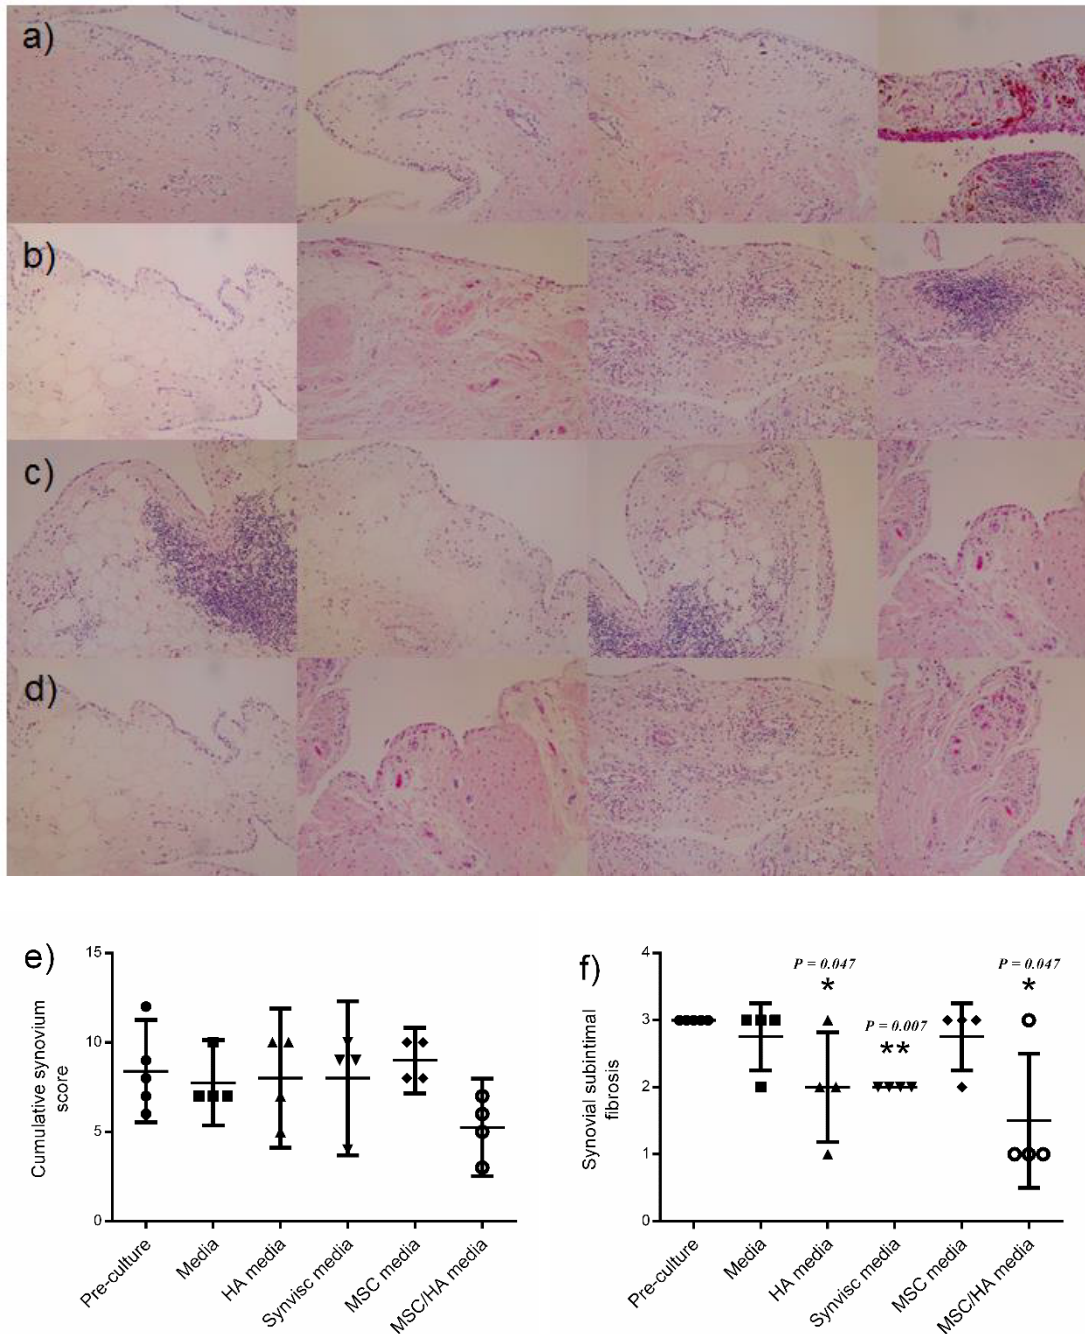 a)
b)
c)
d)
e)
Cumulative synovium
score
15
10
5
0
Pre-culture
Media
HA media
Synvisc media
MSC media
MSC/HA media
f)
Synovial subintimal
fibrosis
4
3
2
1
0
P = 0.047
*
P = 0.007
**
P = 0.047
*
Pre-culture
Media
HA media
Synvisc media
MSC media
MSC/HA media